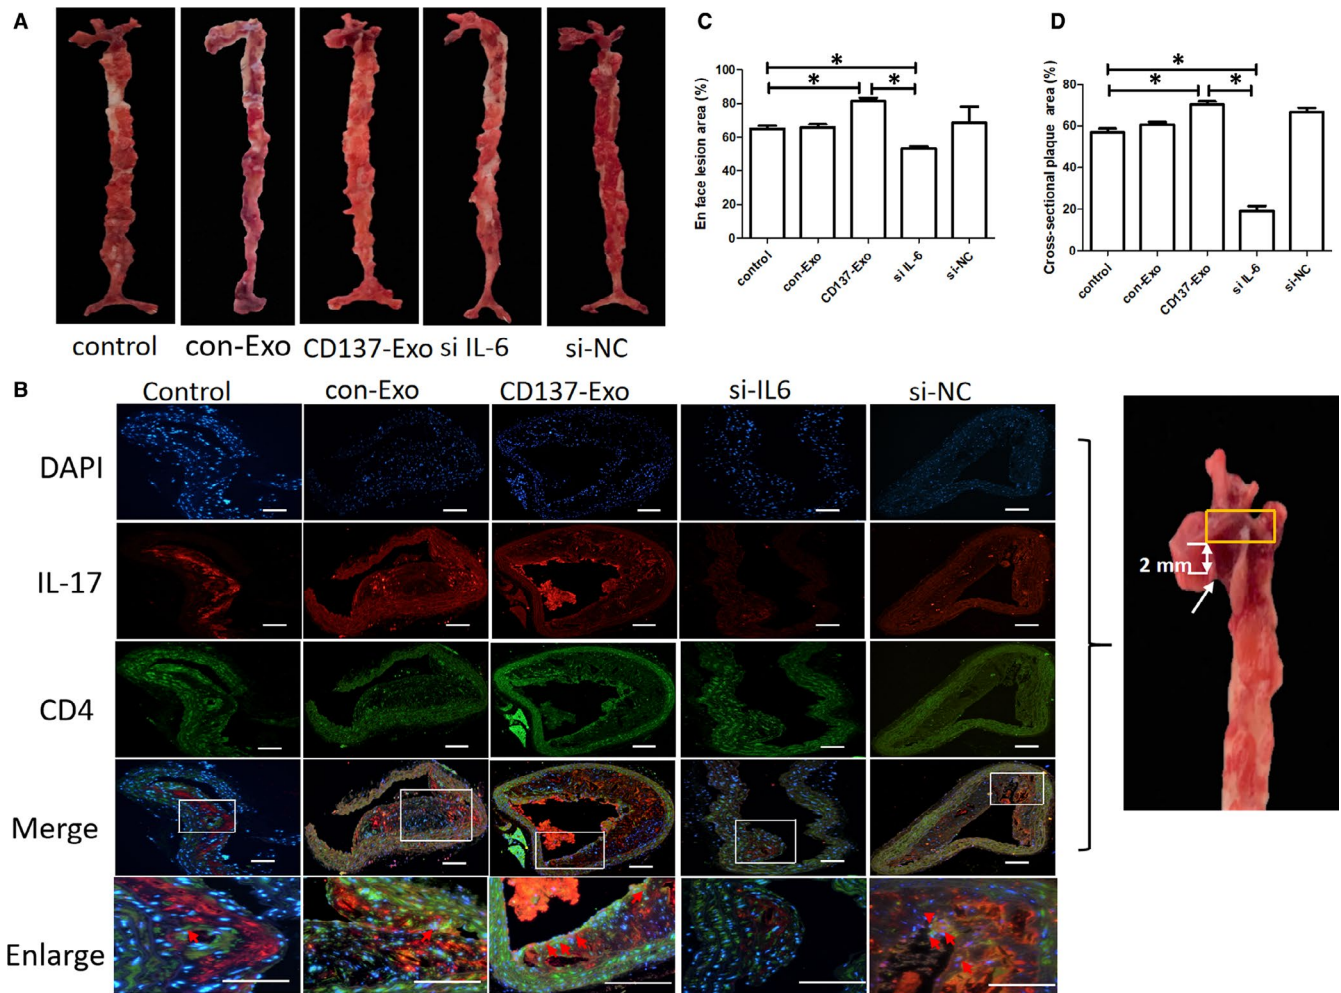 A
control
con-Exo
CD137-Exo
si IL-6
si-NC
C
En face lesion area (%)
100
80
60
40
20
0
*
*
*
control
con-Exo
CD137-Exo
si IL-6
si-NC
D
Cross-sectional plaque area (%)
80
60
40
20
0
*
*
*
control
con-Exo
CD137-Exo
si IL-6
si-NC
B
Control
con-Exo
CD137-Exo
si-IL6
si-NC
DAPI
IL-17
CD4
Merge
Enlarge
2 mm